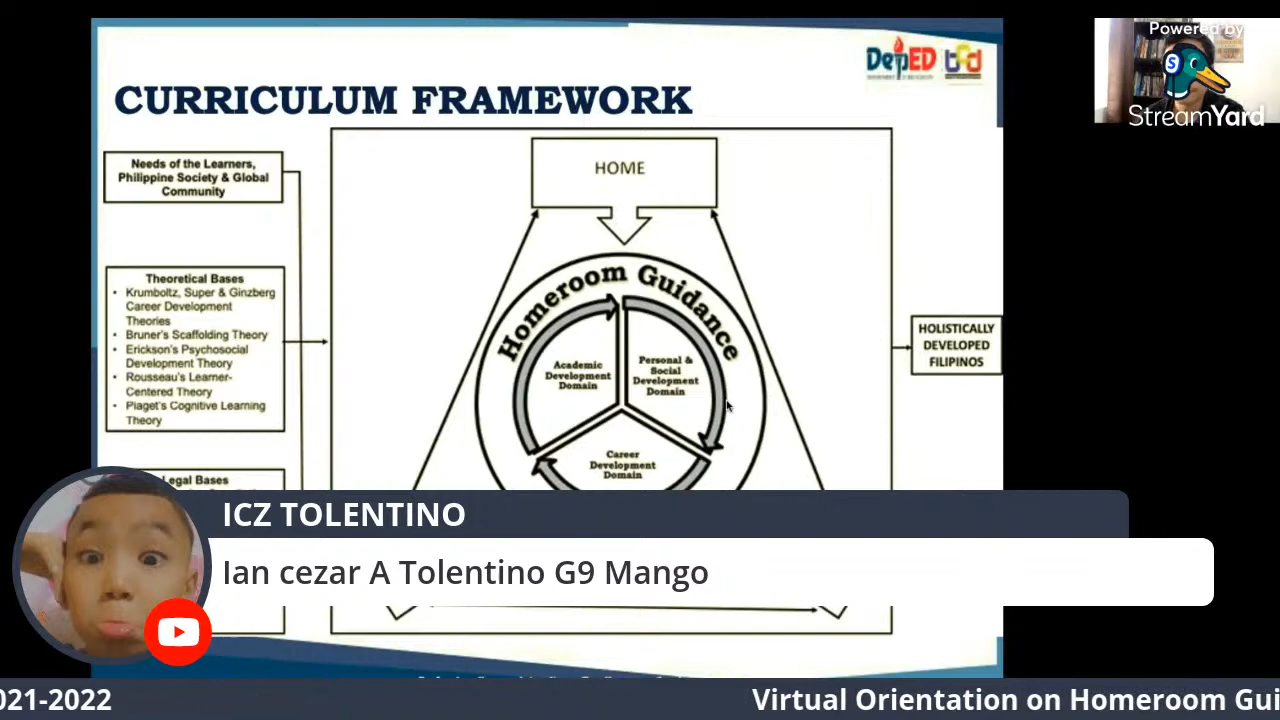 Powered by
StreamYard
DepED
CURRICULUM FRAMEWORK
Needs of the Learners,
Philippine Society & Global
Community
HOME
Theoretical Bases
• Krumboltz, Super & Ginzberg
Career Development
Theories
• Bruner's Scaffolding Theory
• Erickson's Psychosocial
Development Theory
• Rousseau's Learner-
Centered Theory
• Piaget's Cognitive Learning
Theory
Homeroom Guidance
Academic
Development
Domain
Personal &
Social
Development
Domain
Career
Development
Domain
HOLISTICALLY
DEVELOPED
FILIPINOS
Legal Bases
ICZ TOLENTINO
Ian cezar A Tolentino G9 Mango
021-2022
Virtual Orientation on Homeroom Gui